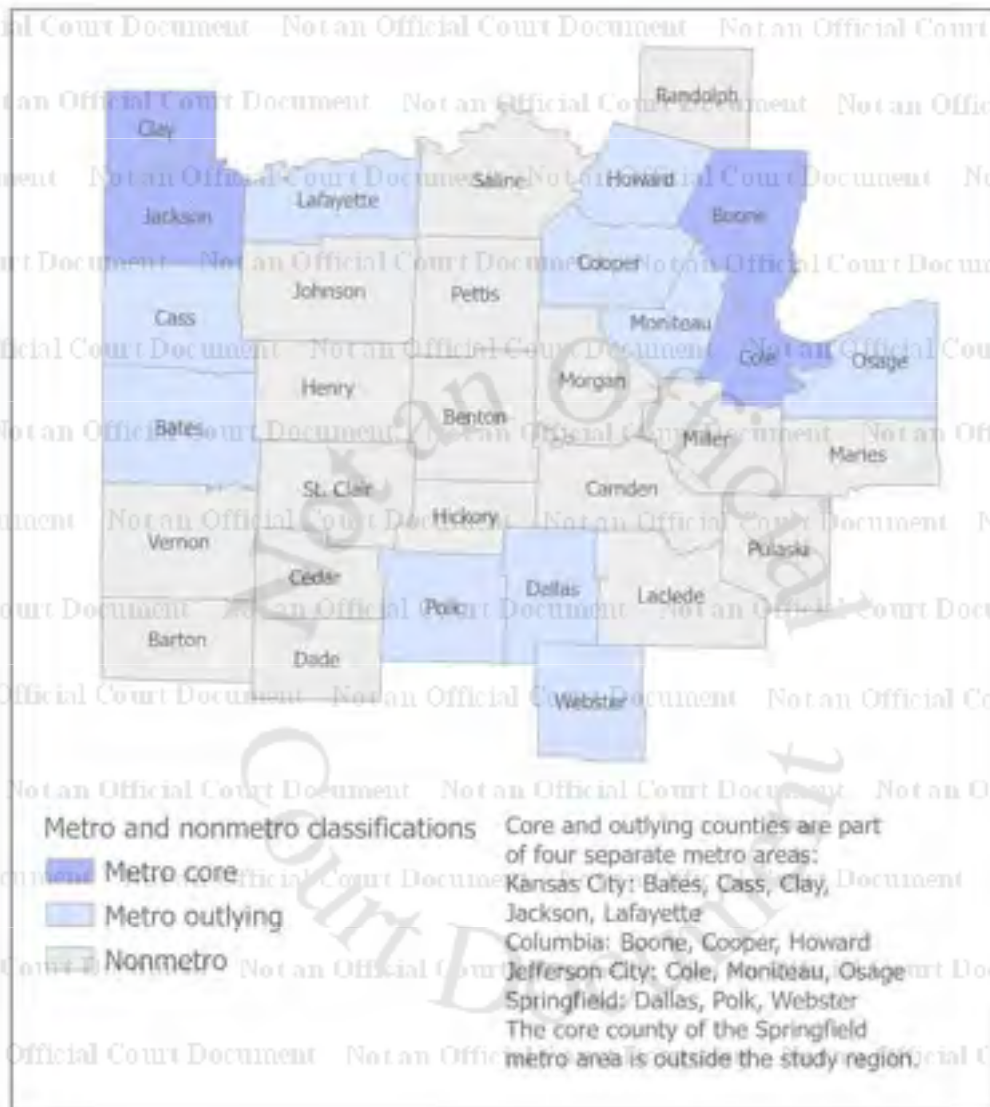 Randolph
Clay
Saline
Howard
Lafayette
Jackson
Boone
Cooper
Johnson
Pettis
Cass
Moniteau
Cole
Osage
Henry
Morgan
Benton
Bates
Miller
Maries
St. Clair
Camden
Hickory
Vernon
Pulaski
Cedar
Dallas
Laclede
Polk
Barton
Dade
Webster
Not an Official
Court Document
Metro and nonmetro classifications
Metro core
Metro outlying
Nonmetro
Core and outlying counties are part
of four separate metro areas:
Kansas City: Bates, Cass, Clay,
Jackson, Lafayette
Columbia: Boone, Cooper, Howard
Jefferson City: Cole, Moniteau, Osage
Springfield: Dallas, Polk, Webster
The core county of the Springfield
metro area is outside the study region.